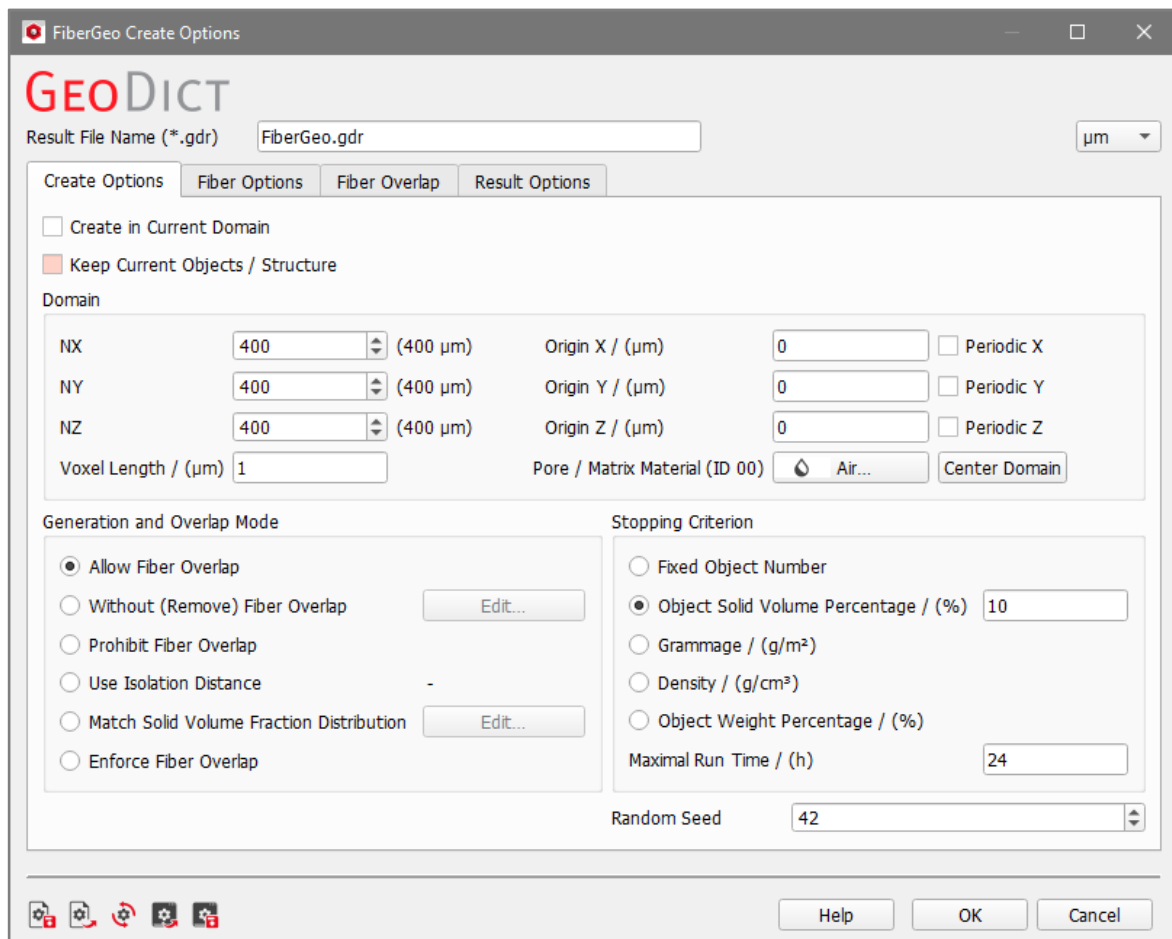 FiberGeo Create Options
GEODICT
Result File Name (*.gdr) FiberGeo.gdr µm
Create Options Fiber Options Fiber Overlap Result Options
Create in Current Domain
Keep Current Objects / Structure
Domain
NX 400 (400 µm) Origin X / (µm) 0 Periodic X
NY 400 (400 µm) Origin Y / (µm) 0 Periodic Y
NZ 400 (400 µm) Origin Z / (µm) 0 Periodic Z
Voxel Length / (µm) 1 Pore / Matrix Material (ID 00) Air... Center Domain
Generation and Overlap Mode
Allow Fiber Overlap
Without (Remove) Fiber Overlap Edit...
Prohibit Fiber Overlap
Use Isolation Distance -
Match Solid Volume Fraction Distribution Edit...
Enforce Fiber Overlap
Stopping Criterion
Fixed Object Number
Object Solid Volume Percentage / (%) 10
Grammage / (g/m²)
Density / (g/cm³)
Object Weight Percentage / (%)
Maximal Run Time / (h) 24
Random Seed 42
Help OK Cancel